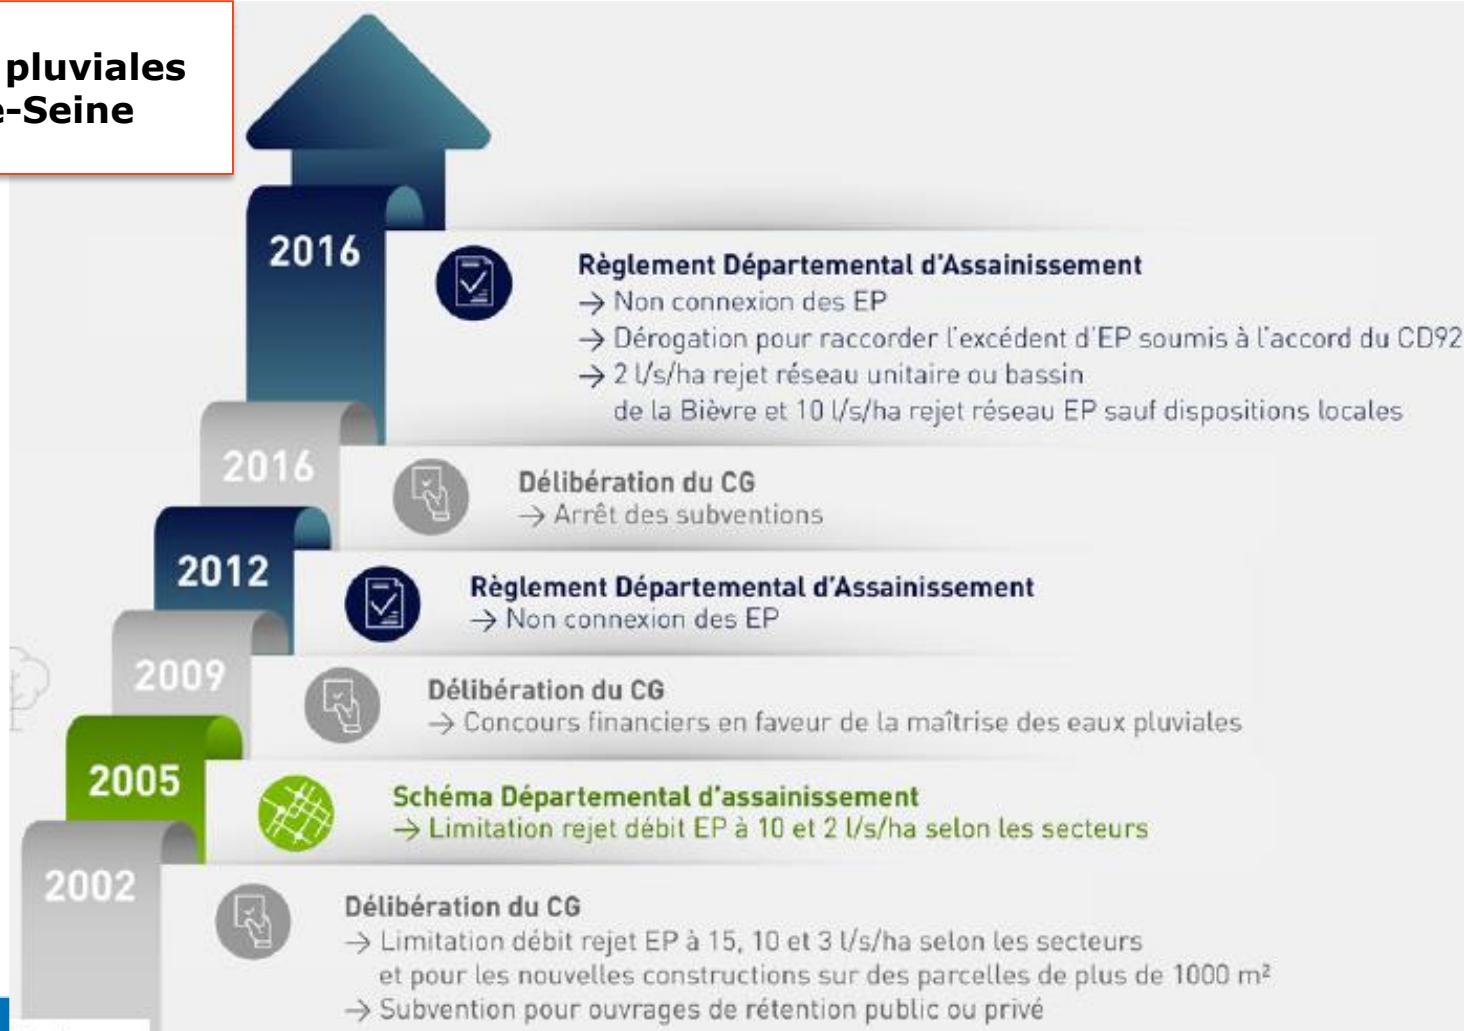 pluviales
e-Seine
2016
Règlement Départemental d'Assainissement
→ Non connexion des EP
→ Dérogation pour raccorder l'excédent d'EP soumis à l'accord du CD92
→ 2 l/s/ha rejet réseau unitaire ou bassin
de la Bièvre et 10 l/s/ha rejet réseau EP sauf dispositions locales
2016
Délibération du CG
→ Arrêt des subventions
2012
Règlement Départemental d'Assainissement
→ Non connexion des EP
2009
Délibération du CG
→ Concours financiers en faveur de la maîtrise des eaux pluviales
2005
Schéma Départemental d'assainissement
→ Limitation rejet débit EP à 10 et 2 l/s/ha selon les secteurs
2002
Délibération du CG
→ Limitation débit rejet EP à 15, 10 et 3 l/s/ha selon les secteurs
et pour les nouvelles constructions sur des parcelles de plus de 1000 m²
→ Subvention pour ouvrages de rétention public ou privé